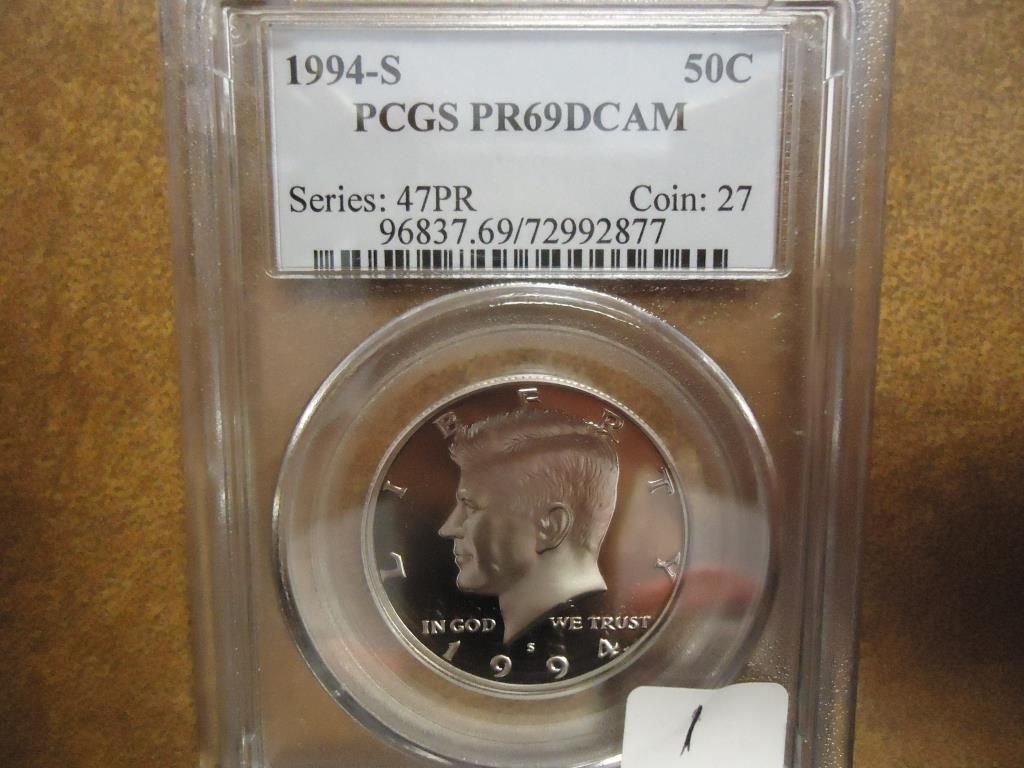 1994-S 50C
PCGS PR69DCAM
Series: 47PR Coin: 27
96837.69/72992877
LIBERTY
IN GOD WE TRUST
S
1994
1